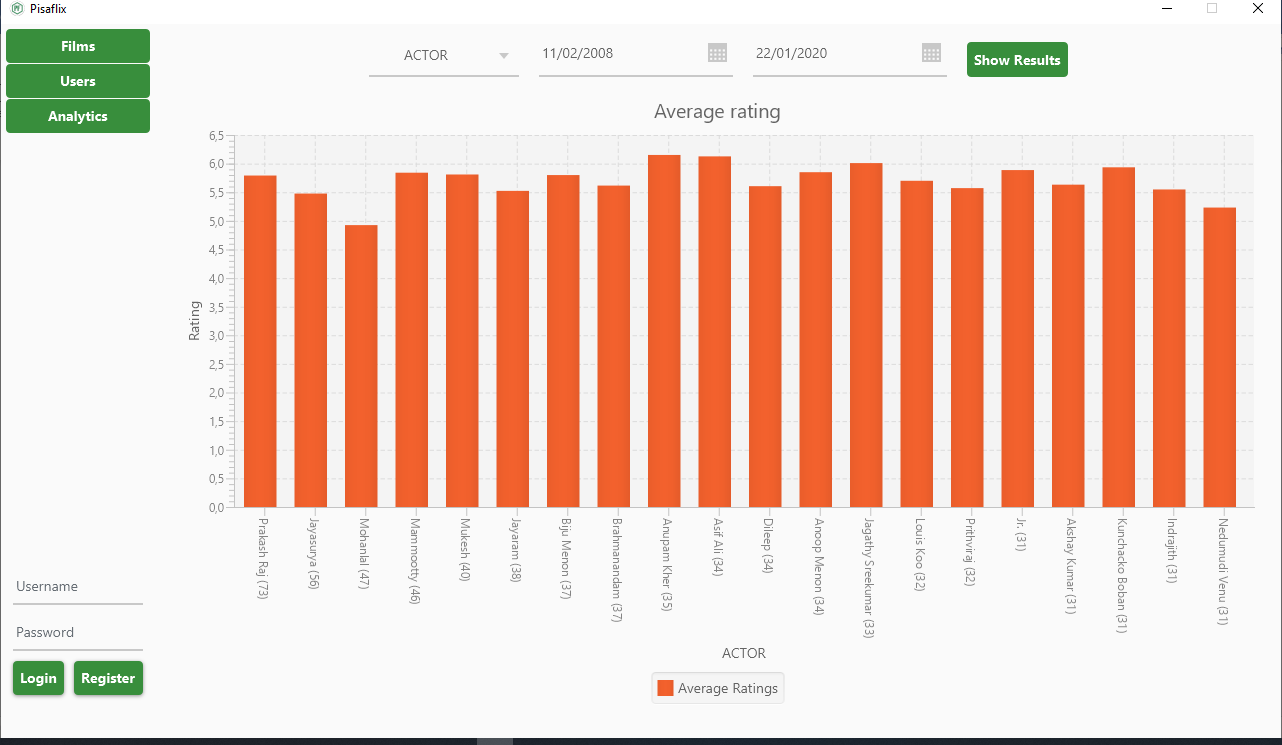 Pisaflix
Films
Users
Analytics
ACTOR
11/02/2008
22/01/2020
Show Results
Average rating
6,5
6,0
5,5
5,0
4,5
4,0
3,5
3,0
2,5
2,0
1,5
1,0
0,5
0,0
Rating
Prakash Raj (73)
Jayasurya (56)
Mohanlal (47)
Mammootty (46)
Mukesh (40)
Jayaram (38)
Biju Menon (37)
Brahmanandam (37)
Anupam Kher (35)
Asif Ali (34)
Dileep (34)
Anoop Menon (34)
Jagathy Sreekumar (33)
Louis Koo (32)
Prithviraj (32)
Jr. (31)
Akshay Kumar (31)
Kunchacko Boban (31)
Indrajith (31)
Nedumudi Venu (31)
ACTOR
Average Ratings
Username
Password
Login
Register